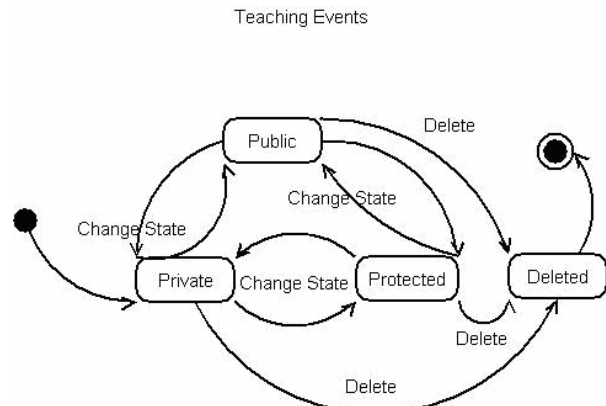 Teaching Events
Delete
Public
Change State
Change State
Private
Change State
Protected
Deleted
Delete
Delete